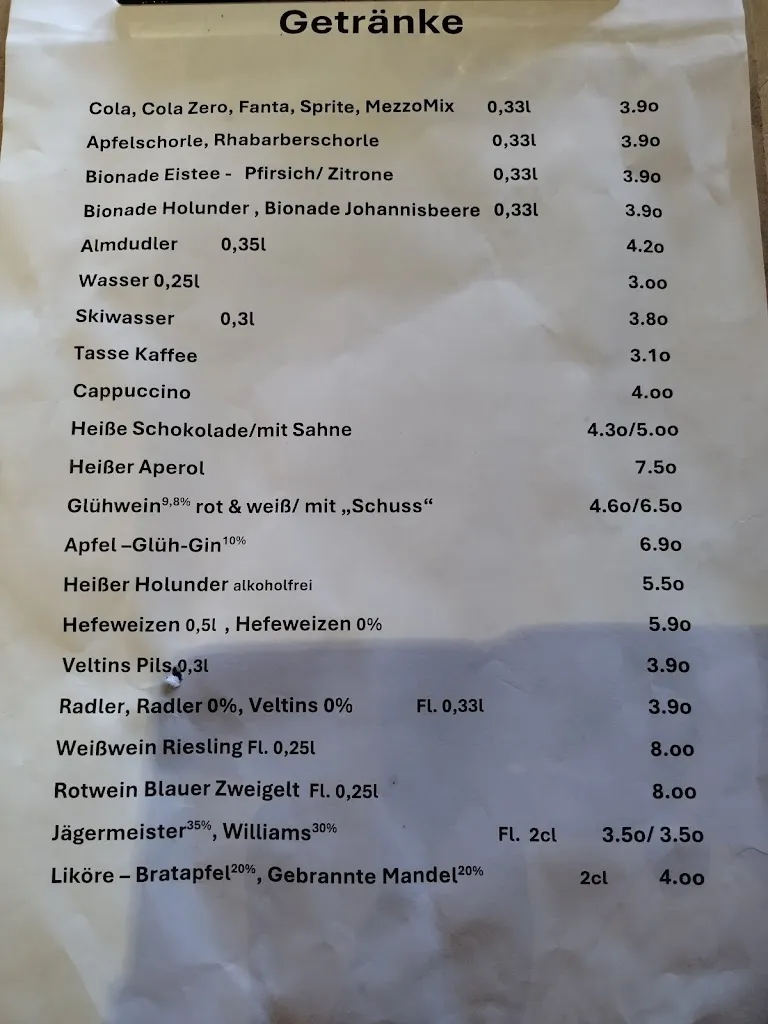 Getränke
Cola, Cola Zero, Fanta, Sprite, MezzoMix 0,33l 3.9o
Apfelschorle, Rhabarberschorle 0,33l 3.9o
Bionade Eistee - Pfirsich/ Zitrone 0,33l 3.9o
Bionade Holunder , Bionade Johannisbeere 0,33l 3.9o
Almdudler 0,35l 4.2o
Wasser 0,25l 3.oo
Skiwasser 0,3l 3.8o
Tasse Kaffee 3.1o
Cappuccino 4.oo
Heiße Schokolade/mit Sahne 4.3o/5.oo
Heißer Aperol 7.5o
Glühwein9,8% rot & weiß/ mit „Schuss“ 4.6o/6.5o
Apfel –Glüh-Gin10% 6.9o
Heißer Holunder alkoholfrei 5.5o
Hefeweizen 0,5l , Hefeweizen 0% 5.9o
Veltins Pils 0,3l 3.9o
Radler, Radler 0%, Veltins 0% Fl. 0,33l 3.9o
Weißwein Riesling Fl. 0,25l 8.oo
Rotwein Blauer Zweigelt Fl. 0,25l 8.oo
Jägermeister35%, Williams30% Fl. 2cl 3.5o/ 3.5o
Liköre – Bratapfel20%, Gebrannte Mandel20% 2cl 4.oo